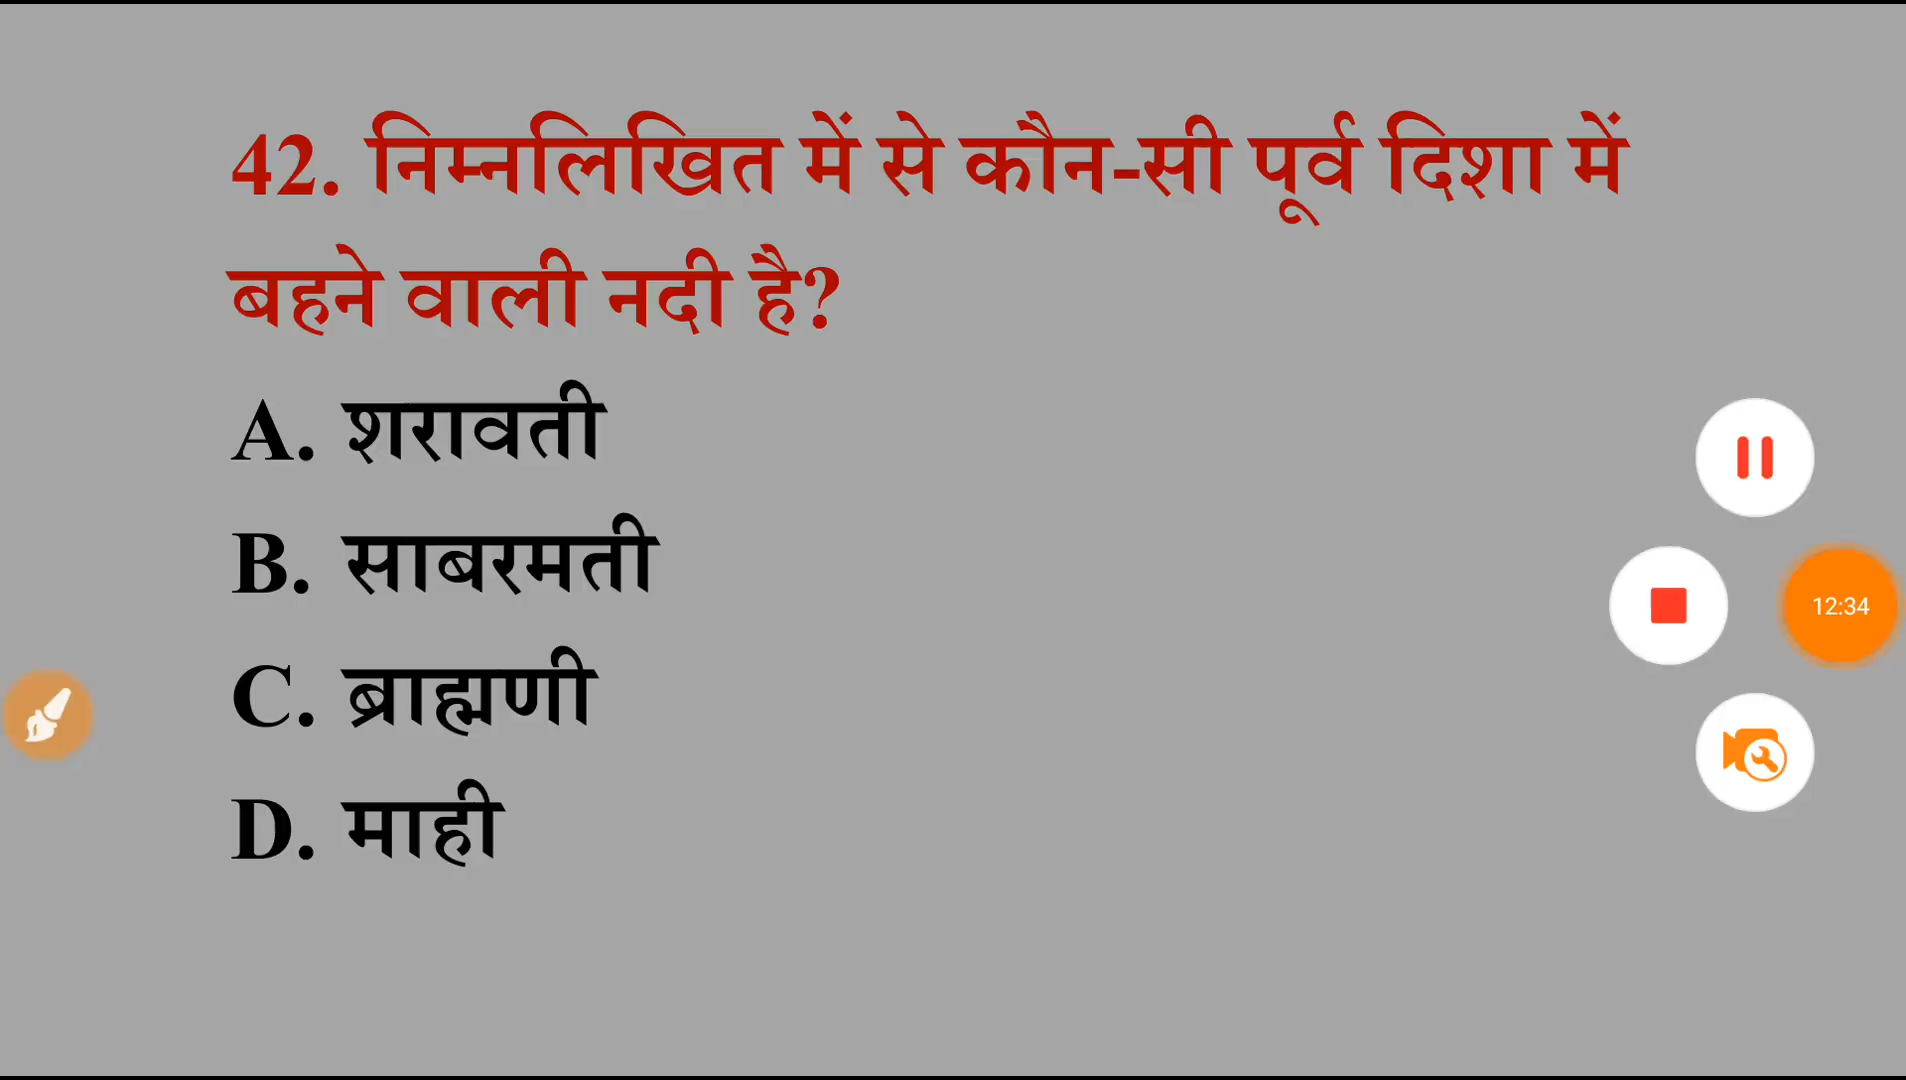 42. निम्नलिखित में से कौन-सी पूर्व दिशा में
बहने वाली नदी है?
A. शरावती
B. साबरमती
C. ब्राह्मणी
D. माही
12:34